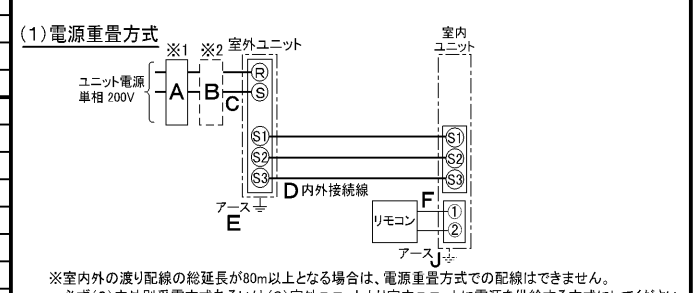 (1)電源重畳方式
※1 ※2 室外ユニット 室内ユニット
ユニット電源
単相 200V
A B C R S
S1 S1
S2 S2
S3 S3
D 内外接続線
アース E
F
リモコン ① ②
アース J
※室内外の渡り配線の総延長が80m以上となる場合は、電源重畳方式での配線はできません。